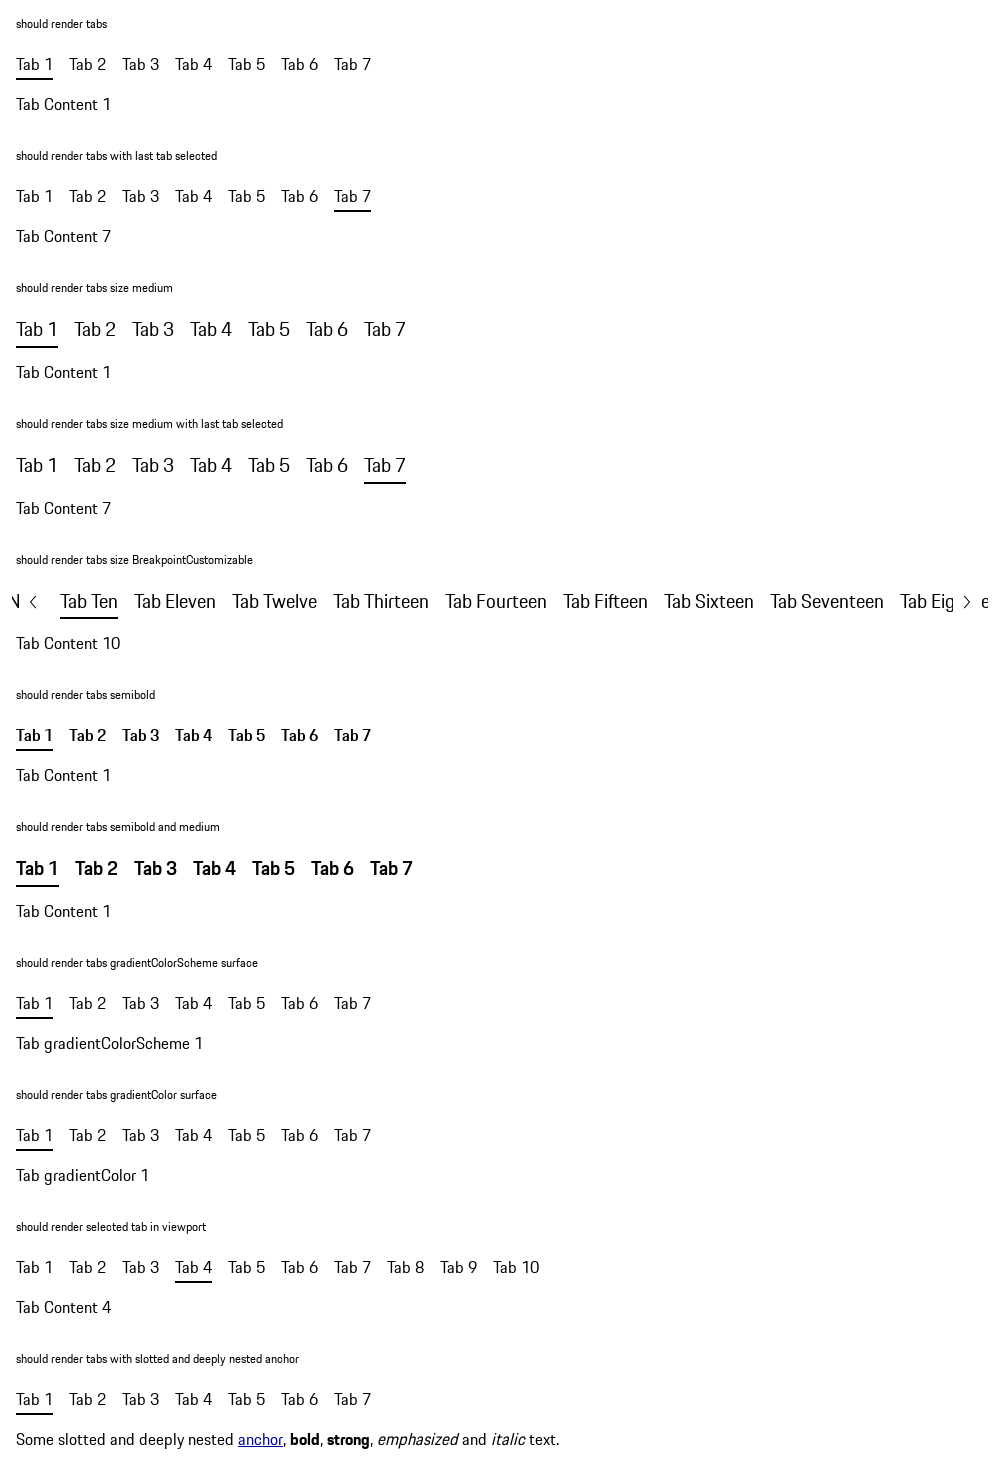 should render tabs
Tab 1 Tab 2 Tab 3 Tab 4 Tab 5 Tab 6 Tab 7
Tab Content 1
should render tabs with last tab selected
Tab 1 Tab 2 Tab 3 Tab 4 Tab 5 Tab 6 Tab 7
Tab Content 7
should render tabs size medium
Tab 1 Tab 2 Tab 3 Tab 4 Tab 5 Tab 6 Tab 7
Tab Content 1
should render tabs size medium with last tab selected
Tab 1 Tab 2 Tab 3 Tab 4 Tab 5 Tab 6 Tab 7
Tab Content 7
should render tabs size BreakpointCustomizable
N Tab Ten Tab Eleven Tab Twelve Tab Thirteen Tab Fourteen Tab Fifteen Tab Sixteen Tab Seventeen Tab Eig e
Tab Content 10
should render tabs semibold
Tab 1 Tab 2 Tab 3 Tab 4 Tab 5 Tab 6 Tab 7
Tab Content 1
should render tabs semibold and medium
Tab 1 Tab 2 Tab 3 Tab 4 Tab 5 Tab 6 Tab 7
Tab Content 1
should render tabs gradientColorScheme surface
Tab 1 Tab 2 Tab 3 Tab 4 Tab 5 Tab 6 Tab 7
Tab gradientColorScheme 1
should render tabs gradientColor surface
Tab 1 Tab 2 Tab 3 Tab 4 Tab 5 Tab 6 Tab 7
Tab gradientColor 1
should render selected tab in viewport
Tab 1 Tab 2 Tab 3 Tab 4 Tab 5 Tab 6 Tab 7 Tab 8 Tab 9 Tab 10
Tab Content 4
should render tabs with slotted and deeply nested anchor
Tab 1 Tab 2 Tab 3 Tab 4 Tab 5 Tab 6 Tab 7
Some slotted and deeply nested anchor, bold, strong, emphasized and italic text.